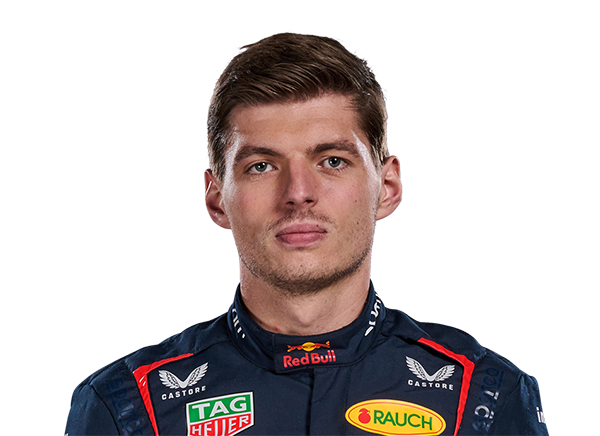 Red Bull
CASTORE
CASTORE
TAG
HEUER
RAUCH